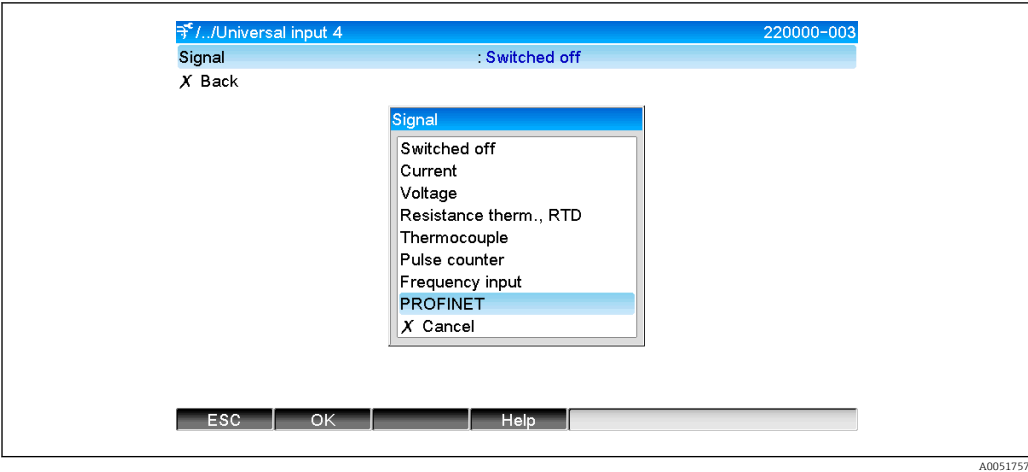 /../Universal input 4 220000-003
Signal : Switched off
X Back
Signal
Switched off
Current
Voltage
Resistance therm., RTD
Thermocouple
Pulse counter
Frequency input
PROFINET
X Cancel
ESC OK Help
A0051757